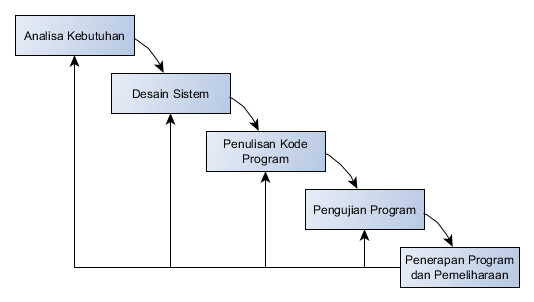 Analisa Kebutuhan
Desain Sistem
Penulisan Kode
Program
Pengujian Program
Penerapan Program
dan Pemeliharaan